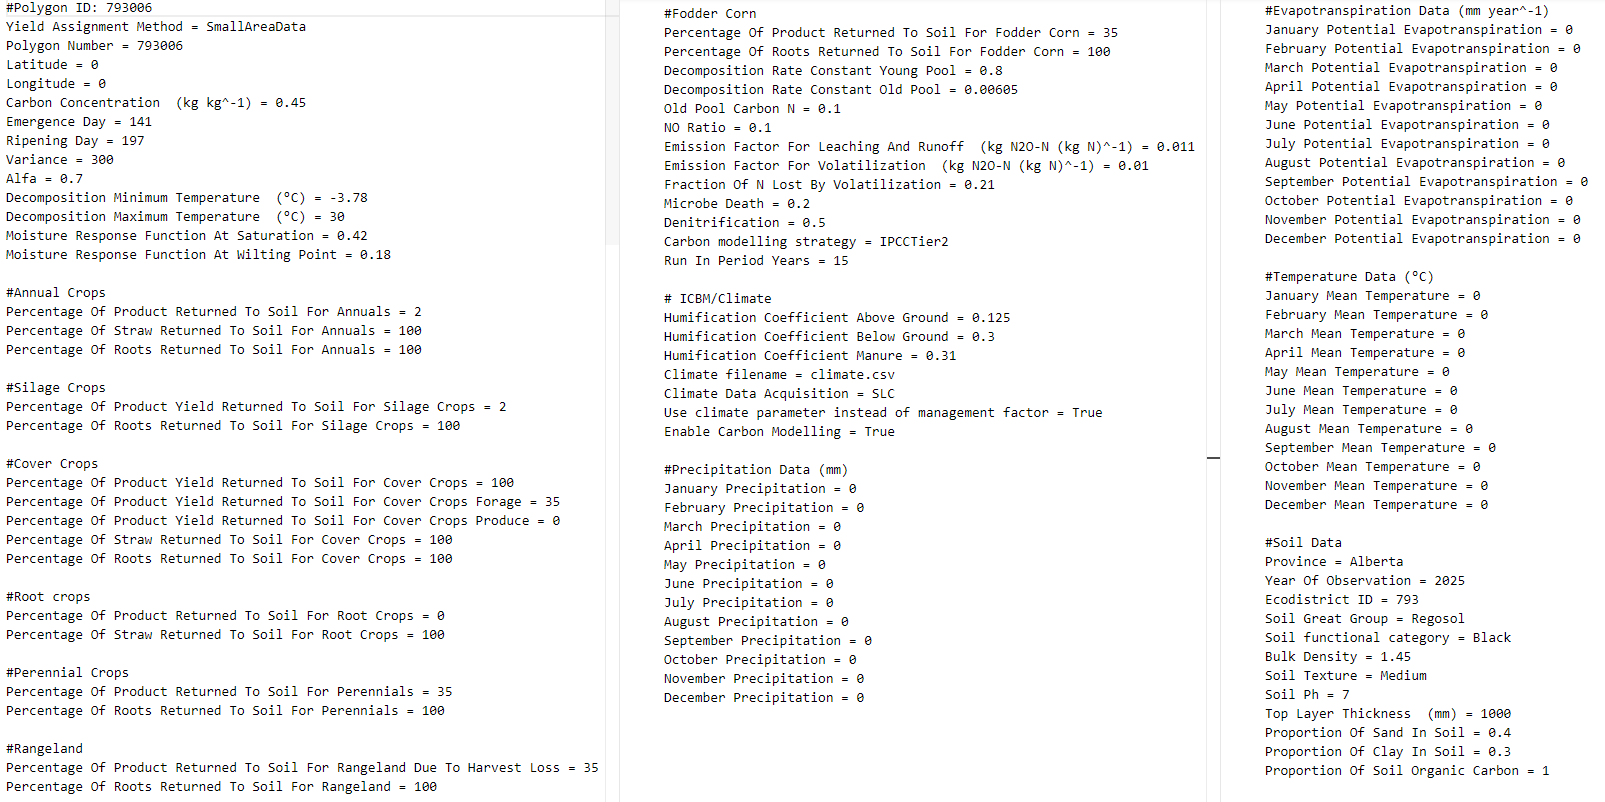 #Polygon ID: 793006
Yield Assignment Method = SmallAreaData
Polygon Number = 793006
Latitude = 0
Longitude = 0
Carbon Concentration  (kg kg^-1) = 0.45
Emergence Day = 141
Ripening Day = 197
Variance = 300
Alfa = 0.7
Decomposition Minimum Temperature  (°C) = -3.78
Decomposition Maximum Temperature  (°C) = 30
Moisture Response Function At Saturation = 0.42
Moisture Response Function At Wilting Point = 0.18

#Annual Crops
Percentage Of Product Returned To Soil For Annuals = 2
Percentage Of Straw Returned To Soil For Annuals = 100
Percentage Of Roots Returned To Soil For Annuals = 100

#Silage Crops
Percentage Of Product Yield Returned To Soil For Silage Crops = 2
Percentage Of Roots Returned To Soil For Silage Crops = 100

#Cover Crops
Percentage Of Product Yield Returned To Soil For Cover Crops = 100
Percentage Of Product Yield Returned To Soil For Cover Crops Forage = 35
Percentage Of Product Yield Returned To Soil For Cover Crops Produce = 0
Percentage Of Straw Returned To Soil For Cover Crops = 100
Percentage Of Roots Returned To Soil For Cover Crops = 100

#Root crops
Percentage Of Product Returned To Soil For Root Crops = 0
Percentage Of Straw Returned To Soil For Root Crops = 100

#Perennial Crops
Percentage Of Product Returned To Soil For Perennials = 35
Percentage Of Roots Returned To Soil For Perennials = 100

#Rangeland
Percentage Of Product Returned To Soil For Rangeland Due To Harvest Loss = 35
Percentage Of Roots Returned To Soil For Rangeland = 100

#Fodder Corn
Percentage Of Product Returned To Soil For Fodder Corn = 35
Percentage Of Roots Returned To Soil For Fodder Corn = 100
Decomposition Rate Constant Young Pool = 0.8
Decomposition Rate Constant Old Pool = 0.00605
Old Pool Carbon N = 0.1
NO Ratio = 0.1
Emission Factor For Leaching And Runoff  (kg N2O-N (kg N)^-1) = 0.011
Emission Factor For Volatilization  (kg N2O-N (kg N)^-1) = 0.01
Fraction Of N Lost By Volatilization = 0.21
Microbe Death = 0.2
Denitrification = 0.5
Carbon modelling strategy = IPCCTier2
Run In Period Years = 15

# ICBM/Climate
Humification Coefficient Above Ground = 0.125
Humification Coefficient Below Ground = 0.3
Humification Coefficient Manure = 0.31
Climate filename = climate.csv
Climate Data Acquisition = SLC
Use climate parameter instead of management factor = True
Enable Carbon Modelling = True

#Precipitation Data (mm)
January Precipitation = 0
February Precipitation = 0
March Precipitation = 0
April Precipitation = 0
May Precipitation = 0
June Precipitation = 0
July Precipitation = 0
August Precipitation = 0
September Precipitation = 0
October Precipitation = 0
November Precipitation = 0
December Precipitation = 0

#Evapotranspiration Data (mm year^-1)
January Potential Evapotranspiration = 0
February Potential Evapotranspiration = 0
March Potential Evapotranspiration = 0
April Potential Evapotranspiration = 0
May Potential Evapotranspiration = 0
June Potential Evapotranspiration = 0
July Potential Evapotranspiration = 0
August Potential Evapotranspiration = 0
September Potential Evapotranspiration = 0
October Potential Evapotranspiration = 0
November Potential Evapotranspiration = 0
December Potential Evapotranspiration = 0

#Temperature Data (°C)
January Mean Temperature = 0
February Mean Temperature = 0
March Mean Temperature = 0
April Mean Temperature = 0
May Mean Temperature = 0
June Mean Temperature = 0
July Mean Temperature = 0
August Mean Temperature = 0
September Mean Temperature = 0
October Mean Temperature = 0
November Mean Temperature = 0
December Mean Temperature = 0

#Soil Data
Province = Alberta
Year Of Observation = 2025
Ecodistrict ID = 793
Soil Great Group = Regosol
Soil functional category = Black
Bulk Density = 1.45
Soil Texture = Medium
Soil Ph = 7
Top Layer Thickness  (mm) = 1000
Proportion Of Sand In Soil = 0.4
Proportion Of Clay In Soil = 0.3
Proportion Of Soil Organic Carbon = 1